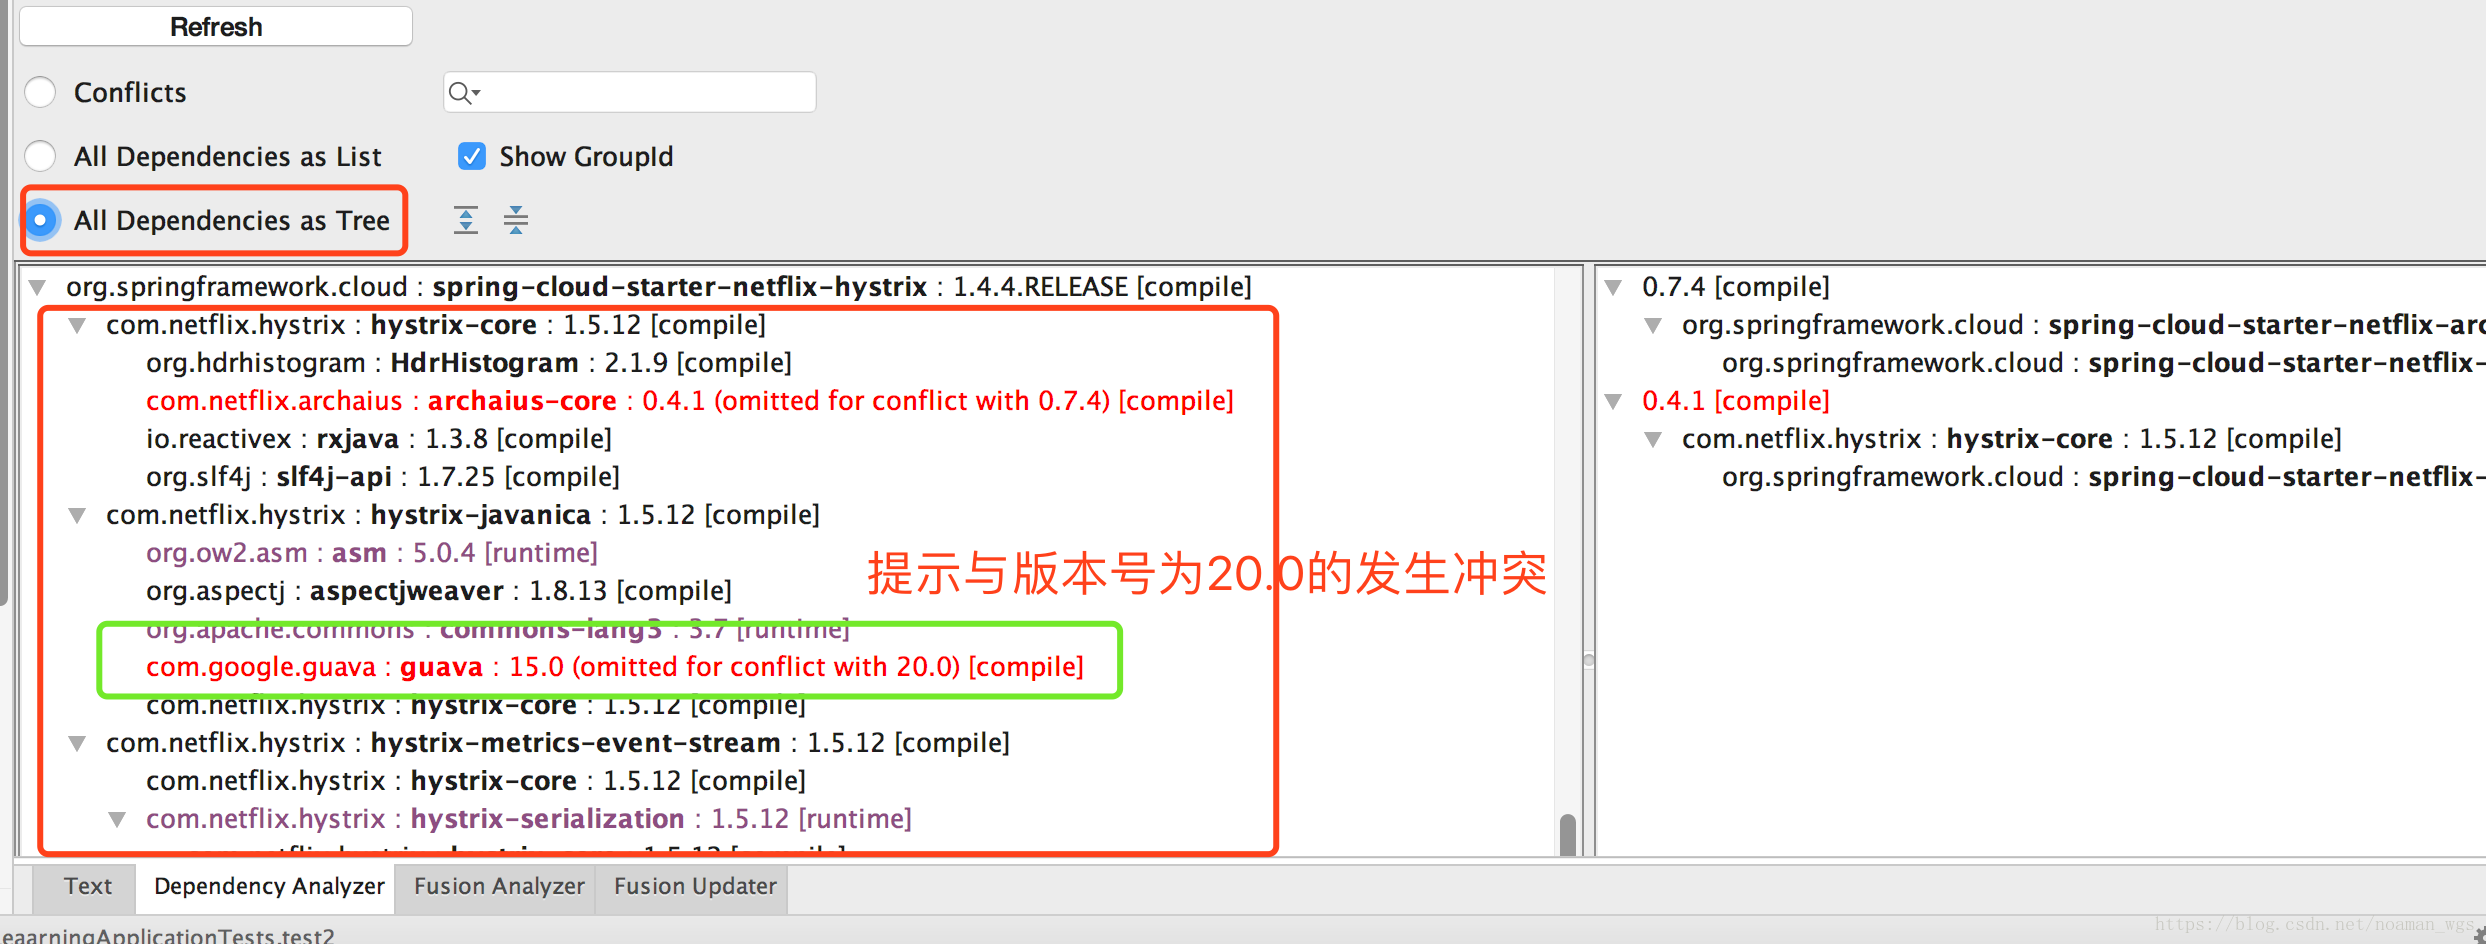 Refresh
Conflicts
All Dependencies as List
Show GroupId
All Dependencies as Tree
org.springframework.cloud : spring-cloud-starter-netflix-hystrix : 1.4.4.RELEASE [compile]
com.netflix.hystrix : hystrix-core : 1.5.12 [compile]
org.hdrhistogram : HdrHistogram : 2.1.9 [compile]
com.netflix.archaius : archaius-core : 0.4.1 (omitted for conflict with 0.7.4) [compile]
io.reactivex : rxjava : 1.3.8 [compile]
org.slf4j : slf4j-api : 1.7.25 [compile]
com.netflix.hystrix : hystrix-javanica : 1.5.12 [compile]
org.ow2.asm : asm : 5.0.4 [runtime]
org.aspectj : aspectjweaver : 1.8.13 [compile]
提示与版本号为20.0的发生冲突
org.apache.commons : commons-lang3 : 3.7 [runtime]
com.google.guava : guava : 15.0 (omitted for conflict with 20.0) [compile]
com.netflix.hystrix : hystrix-core : 1.5.12 [compile]
com.netflix.hystrix : hystrix-metrics-event-stream : 1.5.12 [compile]
com.netflix.hystrix : hystrix-core : 1.5.12 [compile]
com.netflix.hystrix : hystrix-serialization : 1.5.12 [runtime]
0.7.4 [compile]
org.springframework.cloud : spring-cloud-starter-netflix-arc
org.springframework.cloud : spring-cloud-starter-netflix-
0.4.1 [compile]
com.netflix.hystrix : hystrix-core : 1.5.12 [compile]
org.springframework.cloud : spring-cloud-starter-netflix-
Text
Dependency Analyzer
Fusion Analyzer
Fusion Updater
eaarningApplicationTests.test2
https://blog.csdn.net/noaman_wgs